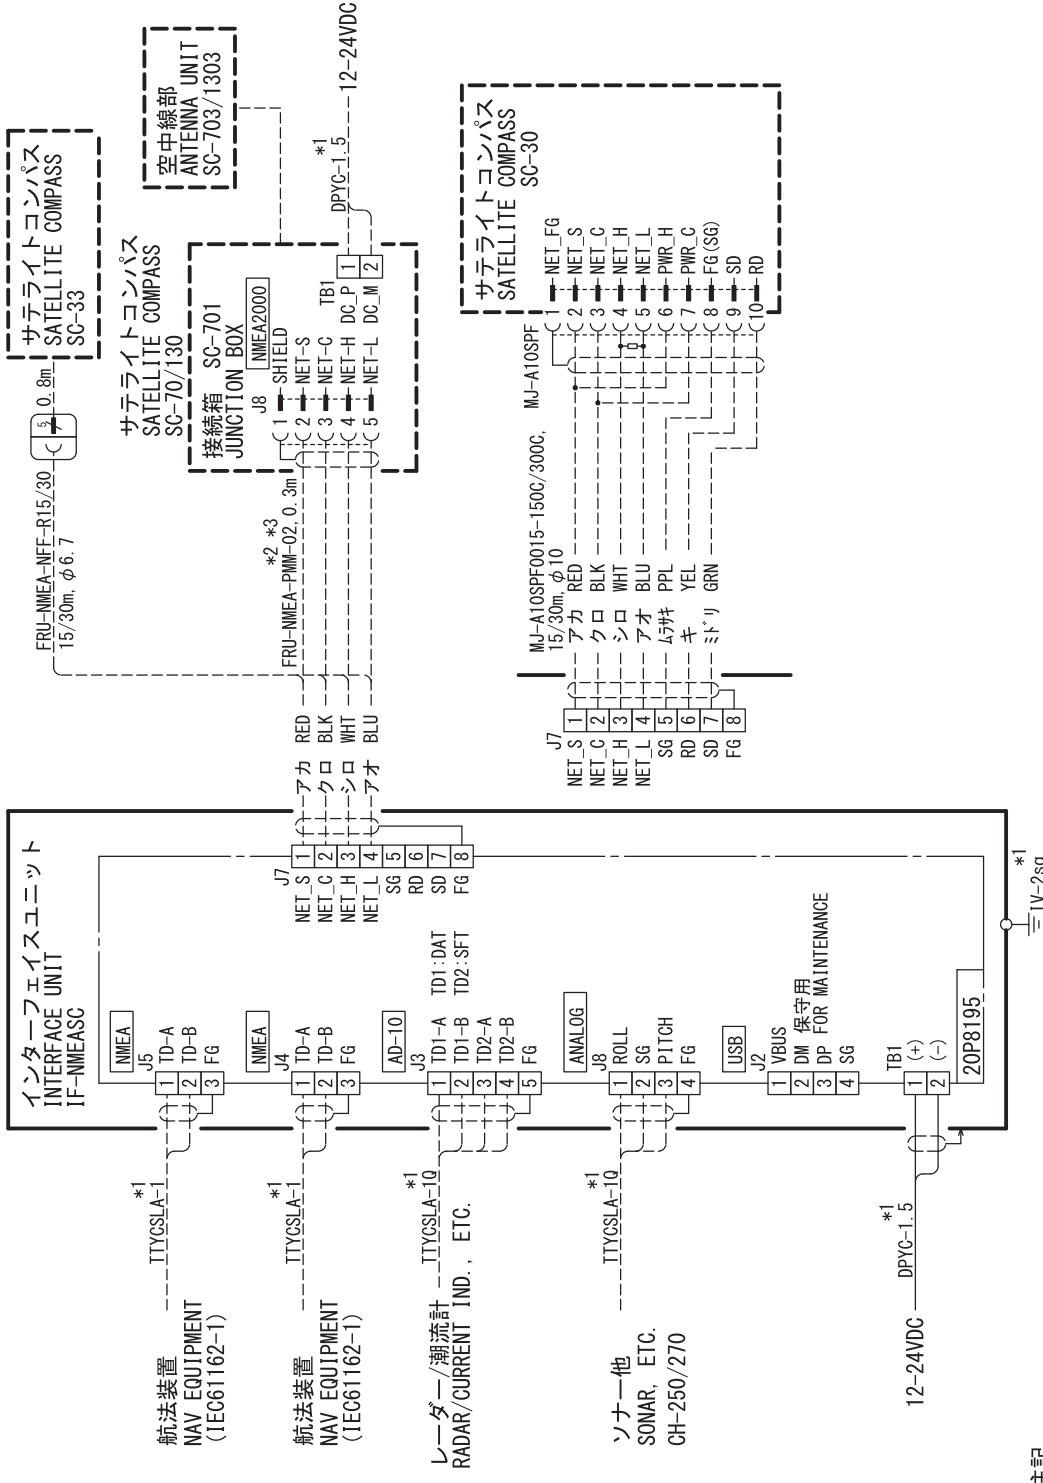 サテライトコンパス
SATELLITE COMPASS
SC-33
0.8m
FRU-NMEA-NFF-R15/30
15/30m, φ6.7
空中線部
ANTENNA UNIT
SC-703/1303
サテライトコンパス
SATELLITE COMPASS
SC-70/130
接続箱 SC-701
JUNCTION BOX
NMEA2000
J8
1 SHIELD
2 NET-S
3 NET-C
4 NET-H
5 NET-L
TB1
DC_P 1
DC_M 2
*1
DPYC-1.5
12-24VDC
*2 *3
FRU-NMEA-PMM-02, 0.3m
アカ RED
クロ BLK
シロ WHT
アオ BLU
サテライトコンパス
SATELLITE COMPASS
SC-30
MJ-A10SPF
1 NET_FG
2 NET_S
3 NET_C
4 NET_H
5 NET_L
6 PWR_H
7 PWR_C
8 FG(SG)
9 SD
10 RD
MJ-A10SPF0015-150C/300C,
15/30m, φ10
アカ RED
クロ BLK
シロ WHT
アオ BLU
ムラサキ PPL
キ YEL
ミドリ GRN
J7
NET_S 1
NET_C 2
NET_H 3
NET_L 4
SG 5
RD 6
SD 7
FG 8
インターフェイスユニット
INTERFACE UNIT
IF-NMEASC
J7
NET_S 1
NET_C 2
NET_H 3
NET_L 4
SG 5
RD 6
SD 7
FG 8
NMEA
J5
1 TD-A
2 TD-B
3 FG
NMEA
J4
1 TD-A
2 TD-B
3 FG
AD-10
J3
1 TD1-A TD1:DAT
2 TD1-B TD2:SFT
3 TD2-A
4 TD2-B
5 FG
ANALOG
J8
1 ROLL
2 SG
3 PITCH
4 FG
USB
J2
1 VBUS
2 DM 保守用
3 DP FOR MAINTENANCE
4 SG
TB1
1 (+)
2 (-)
20P8195
*1
IV-2sq
*1
TTYCSLA-1
航法装置
NAV EQUIPMENT
(IEC61162-1)
*1
TTYCSLA-1
航法装置
NAV EQUIPMENT
(IEC61162-1)
*1
TTYCSLA-1Q
レーダー/潮流計
RADAR/CURRENT IND., ETC.
*1
TTYCSLA-1Q
ソナー他
SONAR, ETC.
CH-250/270
*1
DPYC-1.5
12-24VDC